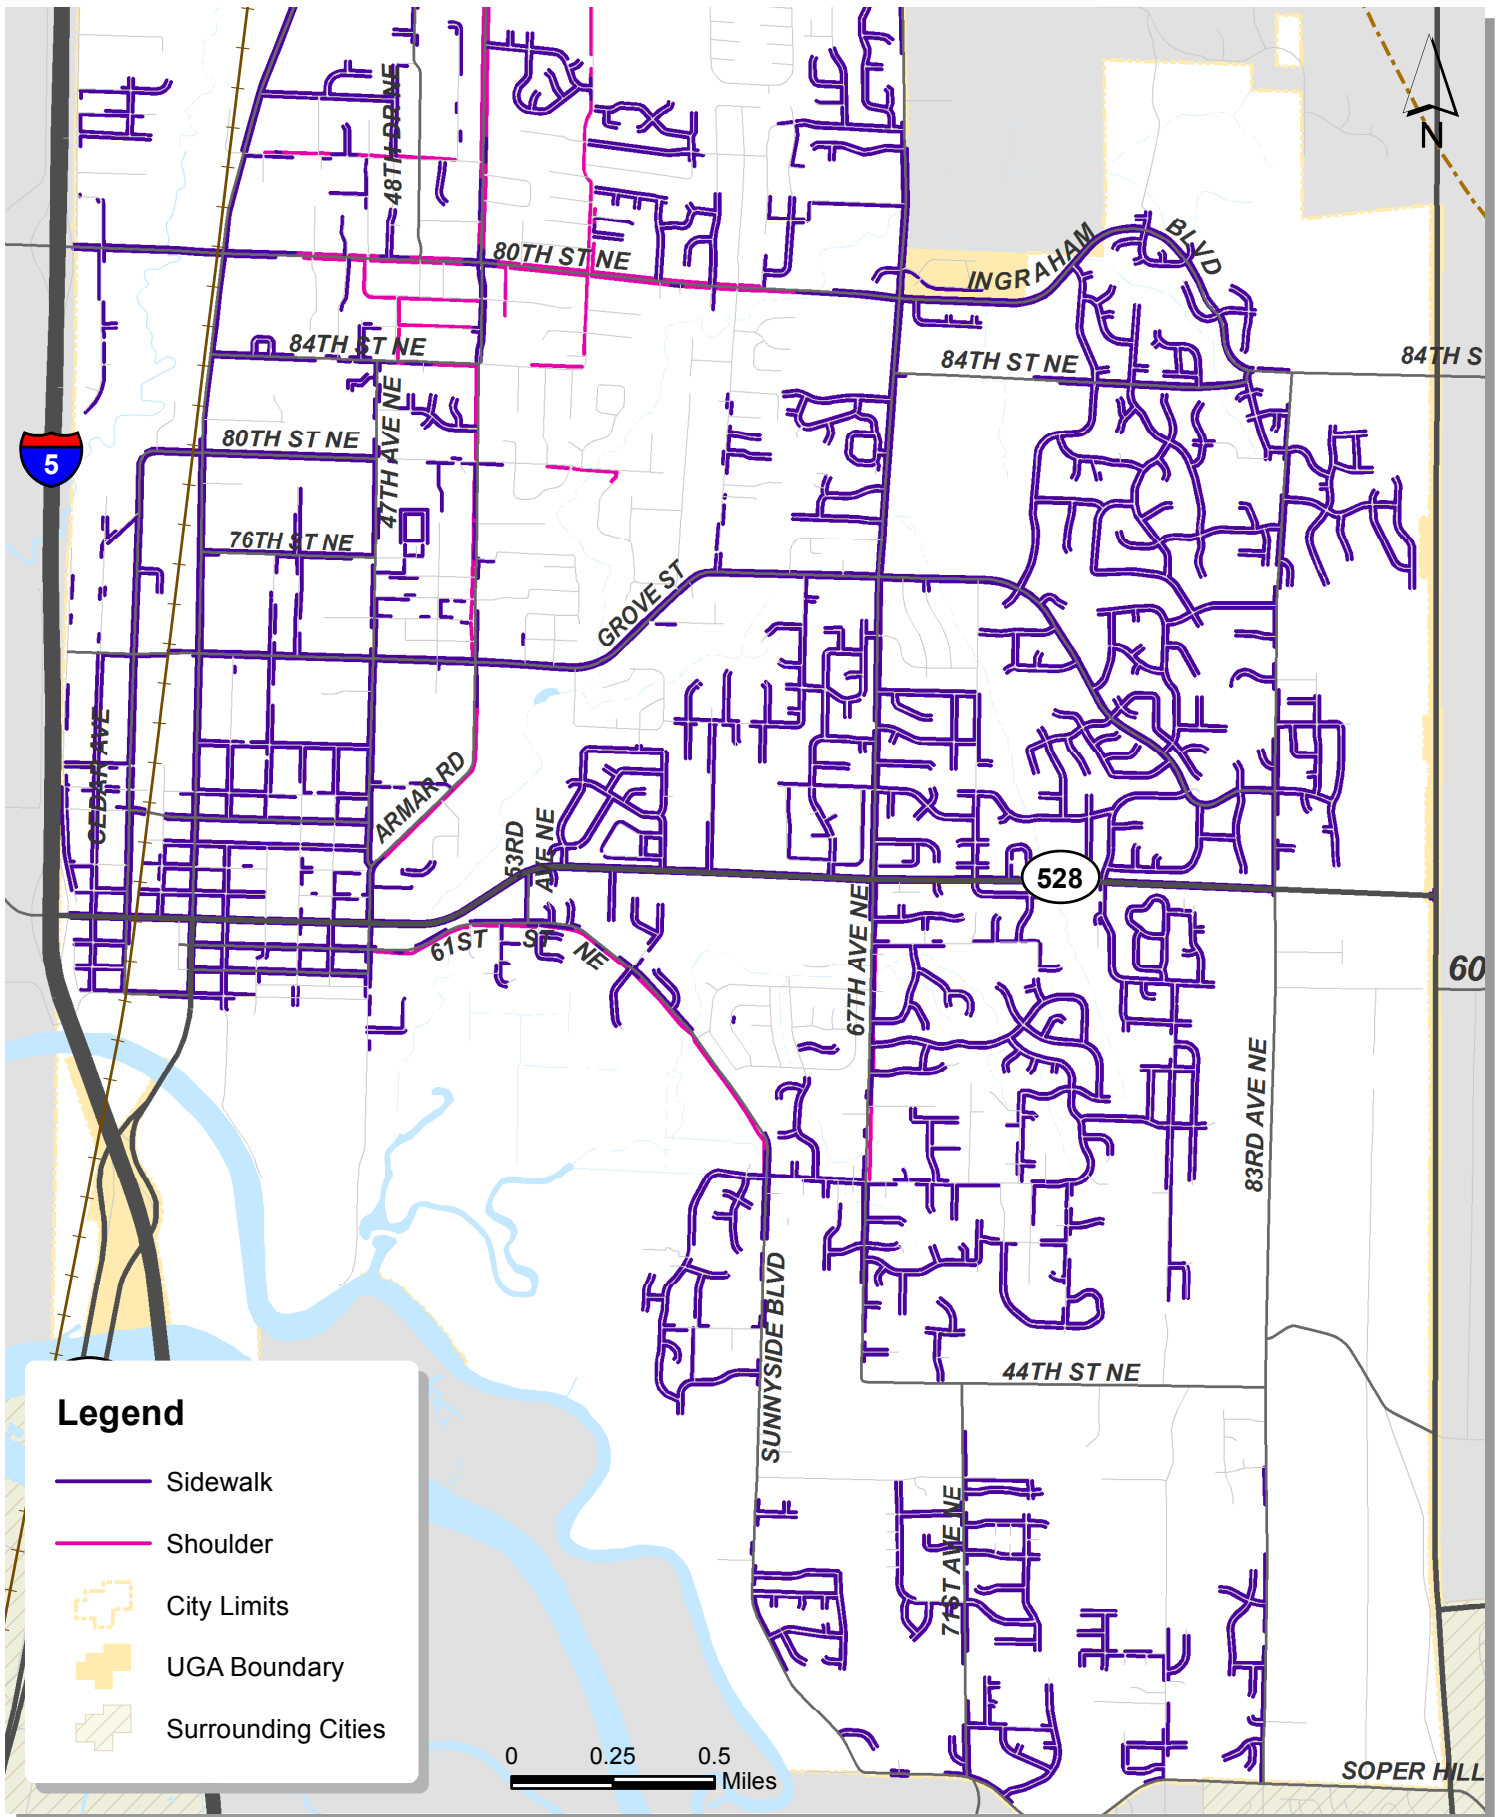 N
48TH DR NE
80TH ST NE
INGRAHAM
BLVD
84TH ST NE
84TH ST NE
84TH S
47TH AVE NE
80TH ST NE
5
76TH ST NE
GROVE ST
CEDAR AVE
ARMAR RD
53RD
AVE NE
528
61ST ST NE
67TH AVE NE
60
83RD AVE NE
SUNNYSIDE BLVD
44TH ST NE
71ST AVE NE
SOPER HILL
Legend
Sidewalk
Shoulder
City Limits
UGA Boundary
Surrounding Cities
0 0.25 0.5
Miles